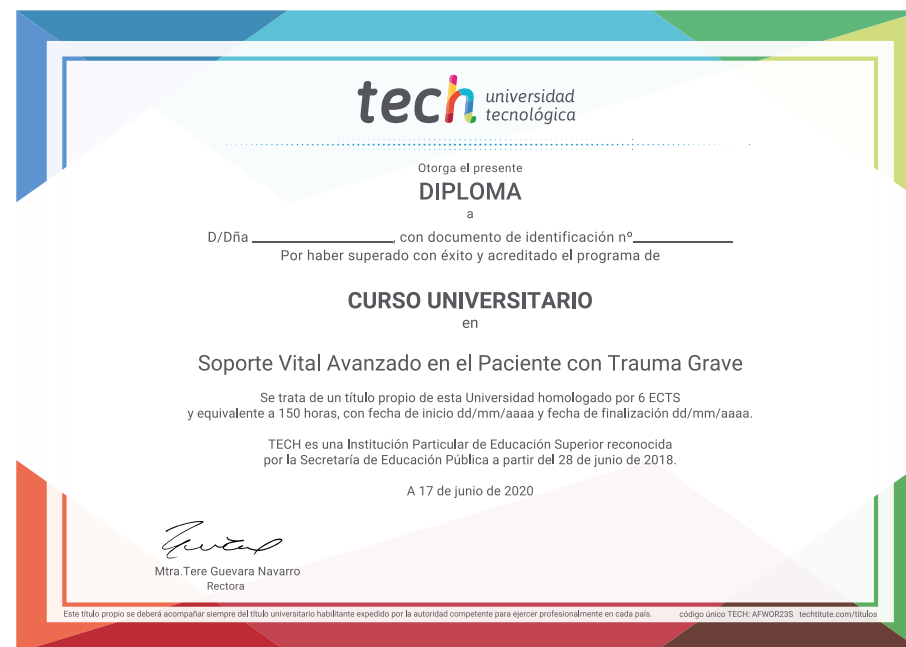 tech universidad
tecnológica
Otorga el presente
DIPLOMA
a
D/Dña ____________________, con documento de identificación nº______________
Por haber superado con éxito y acreditado el programa de
CURSO UNIVERSITARIO
en
Soporte Vital Avanzado en el Paciente con Trauma Grave
Se trata de un título propio de esta Universidad homologado por 6 ECTS
y equivalente a 150 horas, con fecha de inicio dd/mm/aaaa y fecha de finalización dd/mm/aaaa.
TECH es una Institución Particular de Educación Superior reconocida
por la Secretaría de Educación Pública a partir del 28 de junio de 2018.
A 17 de junio de 2020
Mtra.Tere Guevara Navarro
Rectora
Este título propio se deberá acompañar siempre del título universitario habilitante expedido por la autoridad competente para ejercer profesionalmente en cada país. código único TECH: AFWOR23S techtitute.com/títulos